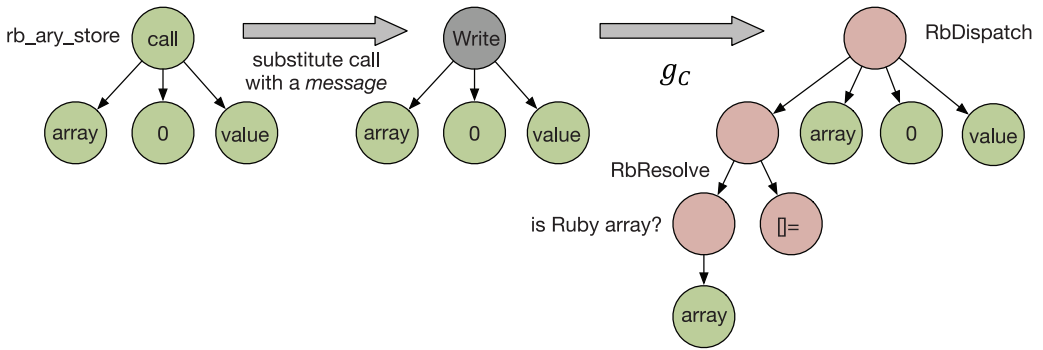 rb_ary_store
call
array
0
value
substitute call
with a message
Write
array
0
value
g_C
RbDispatch
array
0
value
RbResolve
is Ruby array?
[]=
array